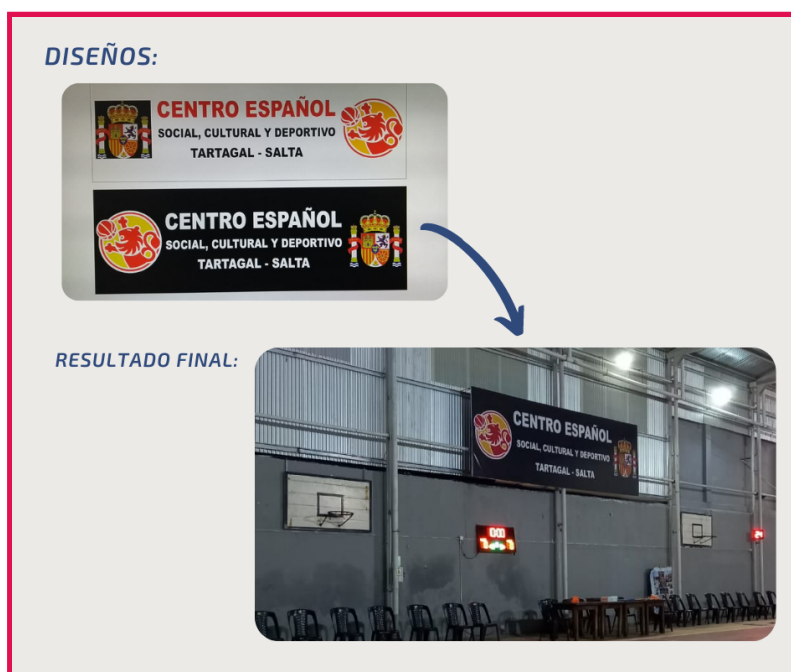 DISEÑOS:
CENTRO ESPAÑOL
SOCIAL, CULTURAL Y DEPORTIVO
TARTAGAL - SALTA
CENTRO ESPAÑOL
SOCIAL, CULTURAL Y DEPORTIVO
TARTAGAL - SALTA
RESULTADO FINAL:
CENTRO ESPAÑOL
SOCIAL, CULTURAL Y DEPORTIVO
TARTAGAL - SALTA
24